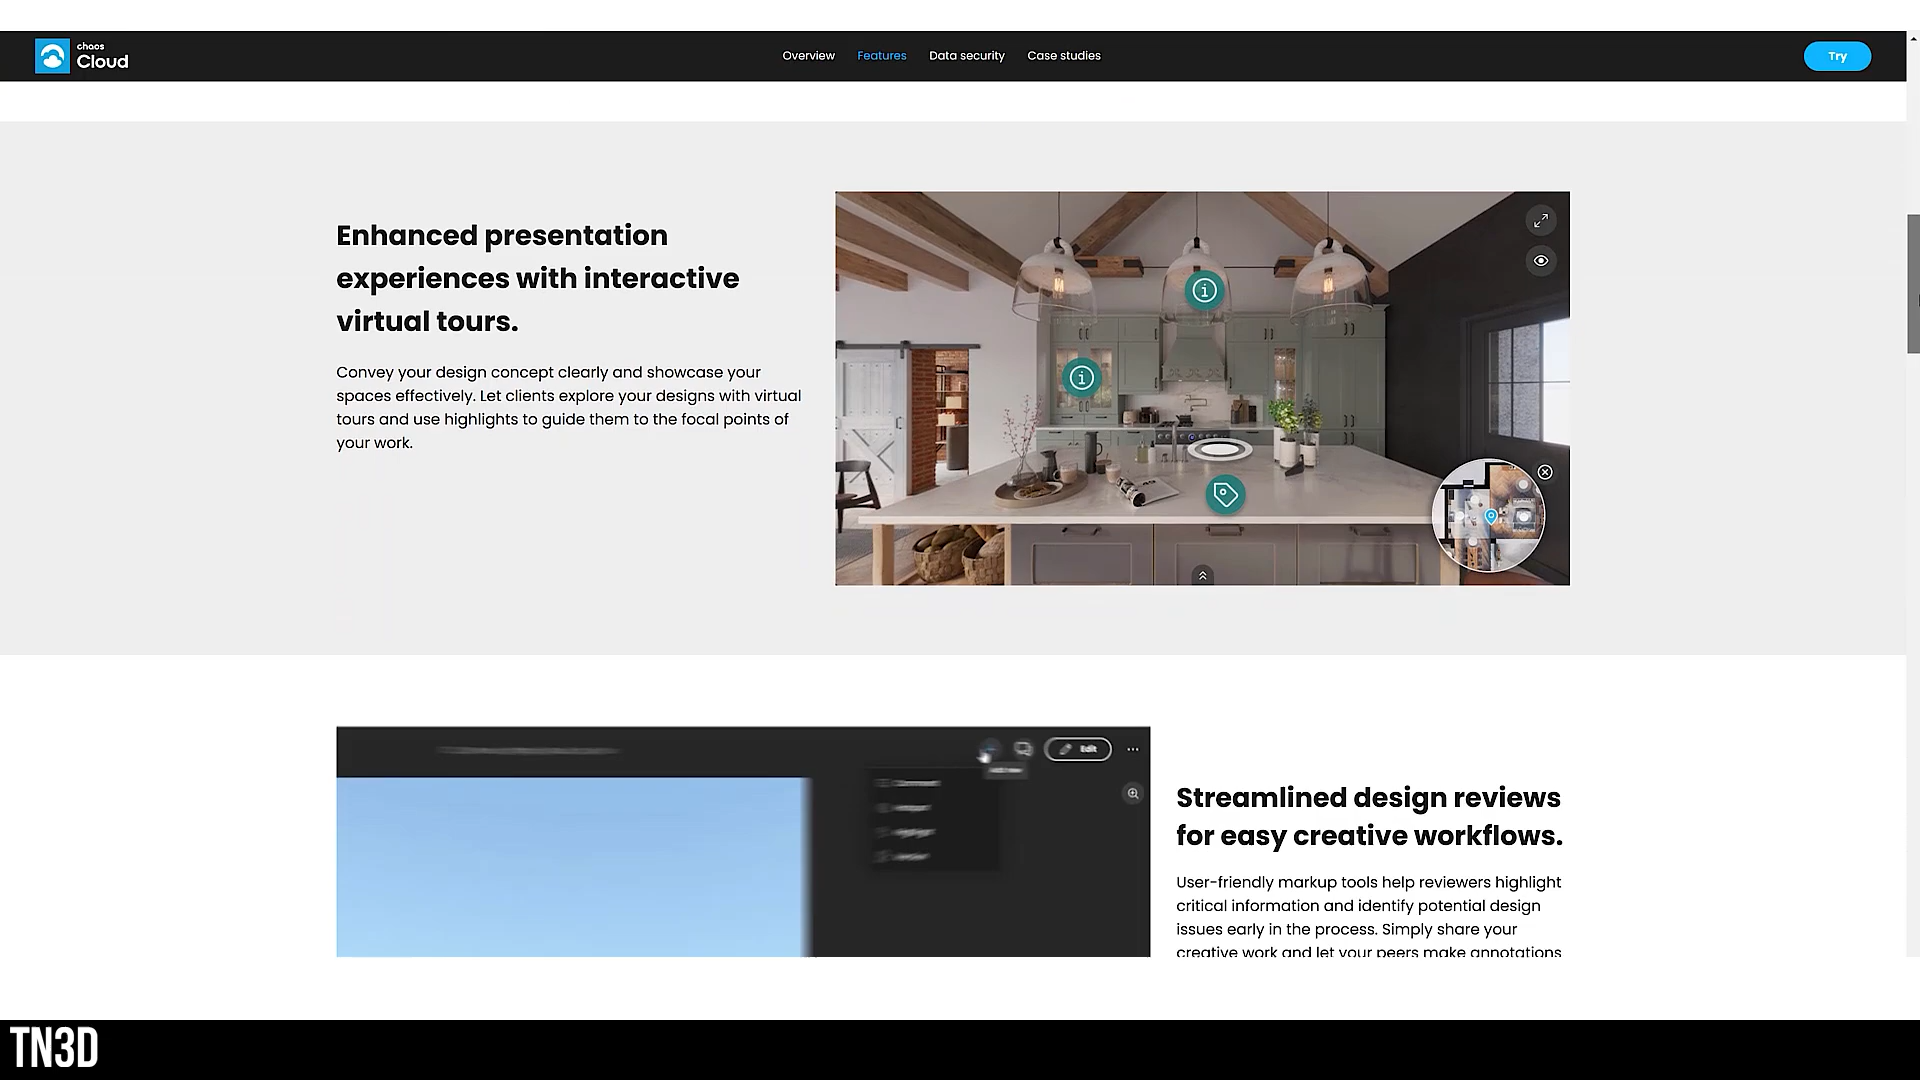 chaos
Cloud
Overview Features Data security Case studies
Try
Enhanced presentation
experiences with interactive
virtual tours.
Convey your design concept clearly and showcase your
spaces effectively. Let clients explore your designs with virtual
tours and use highlights to guide them to the focal points of
your work.
Edit
Streamlined design reviews
for easy creative workflows.
User-friendly markup tools help reviewers highlight
critical information and identify potential design
issues early in the process. Simply share your
creative work and let your peers make annotations
TN3D